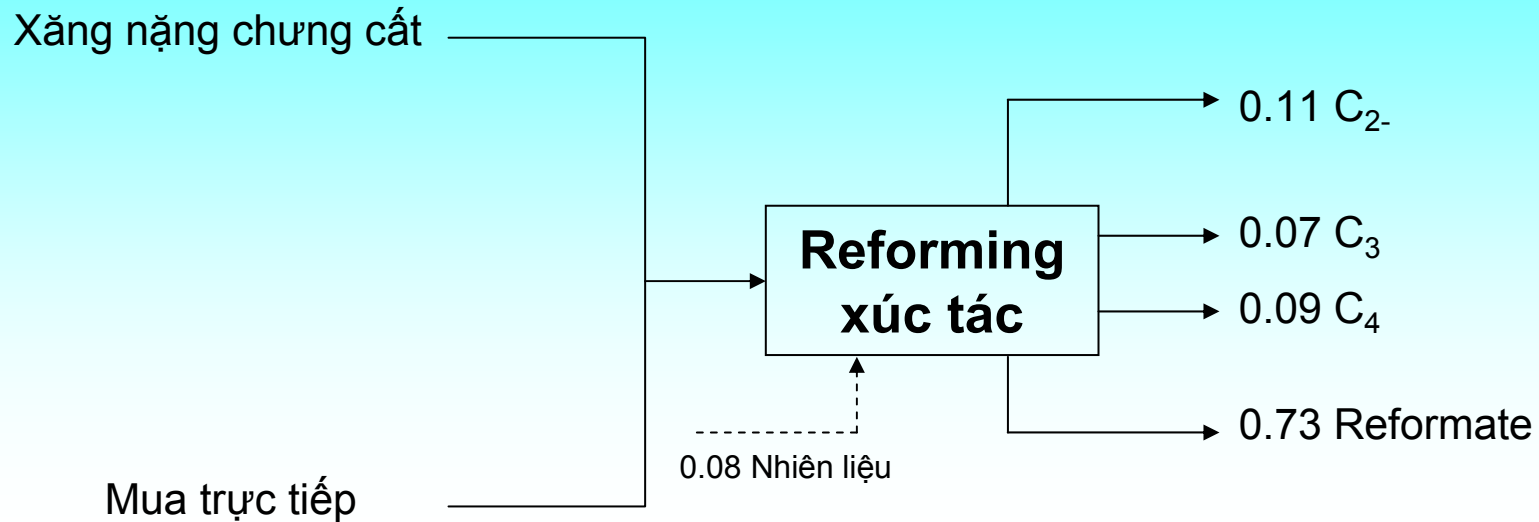 Xăng nặng chưng cất
0.11 C₂₋
Reforming
xúc tác
0.07 C₃
0.09 C₄
0.73 Reformate
0.08 Nhiên liệu
Mua trực tiếp